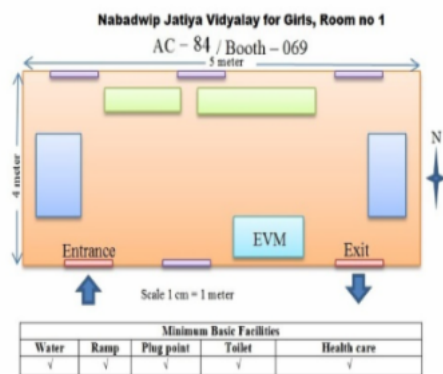 Nabadwip Jatiya Vidyalay for Girls, Room no 1
AC – 84 / Booth – 069
5 meter
4 meter
N
EVM
Entrance
Exit
Scale 1 cm = 1 meter
Minimum Basic Facilities
Water Ramp Plug point Toilet Health care
√ √ √ √ √